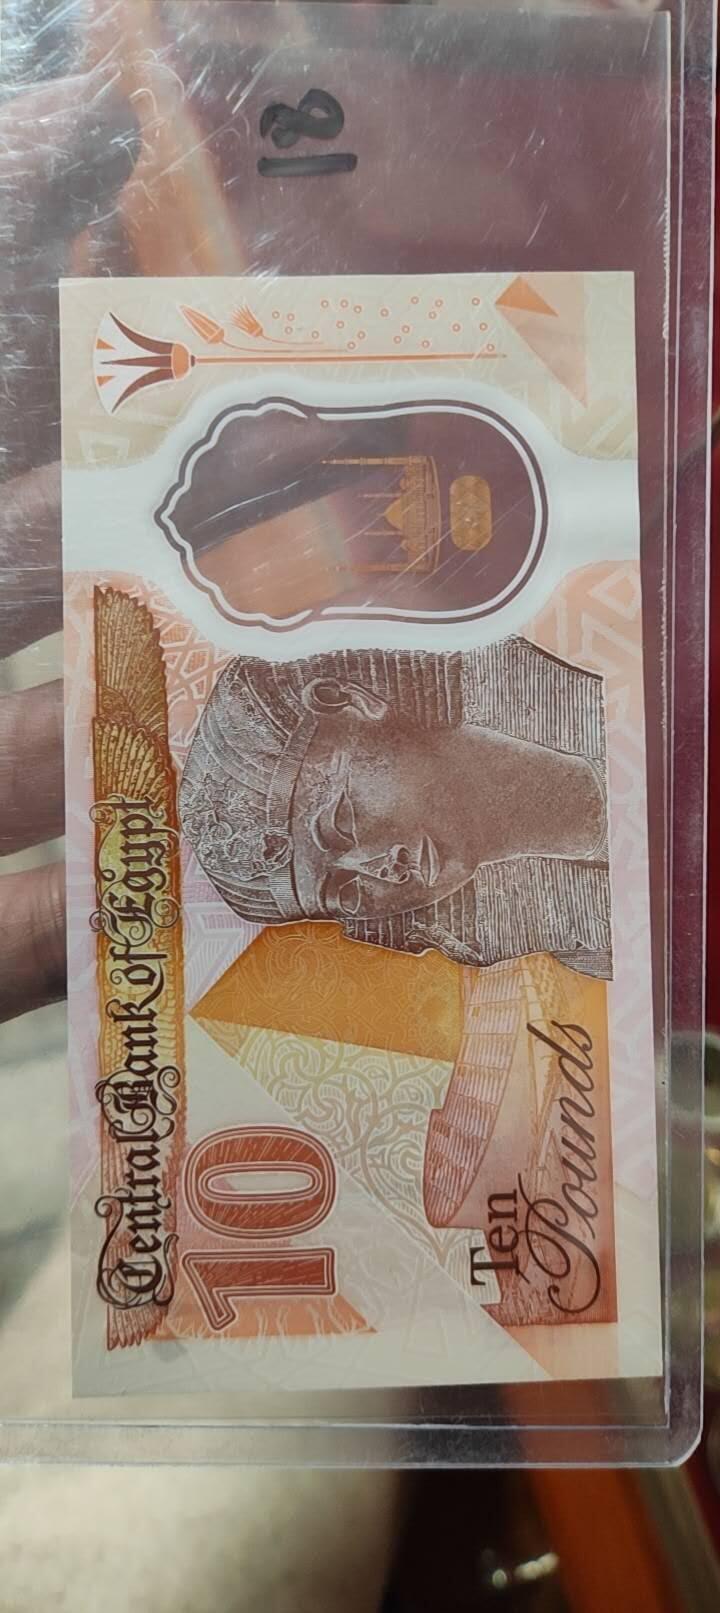 Central Bank of Egypt
10
Ten
Pounds
18